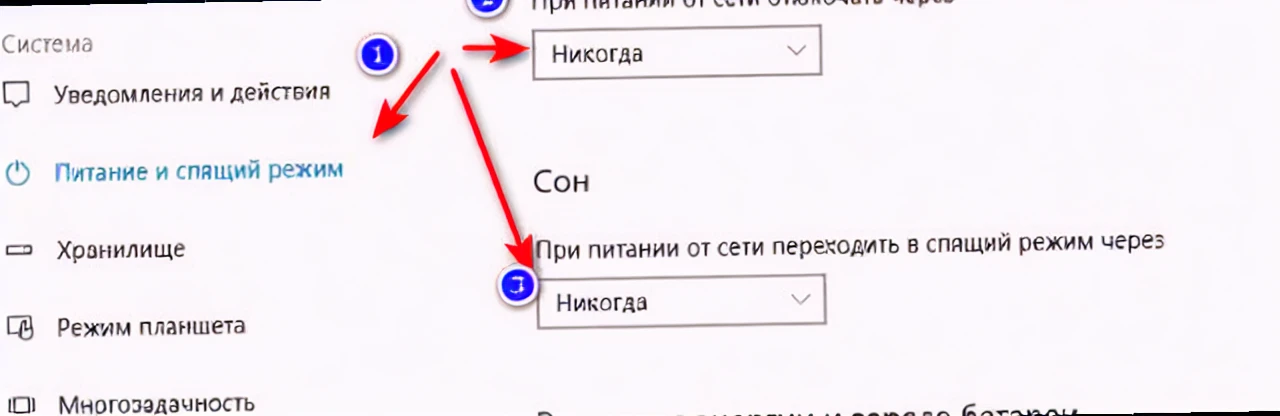 Система
Уведомления и действия
Питание и спящий режим
Хранилище
Режим планшета
Многозадачность
1
2
При питании от сети отключать через
Никогда
Сон
При питании от сети переходить в спящий режим через
3
Никогда